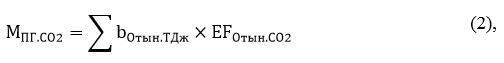 M_ПГ.CO2 = ∑ b_Отын.ТДж × EF_Отын.CO2 (2),